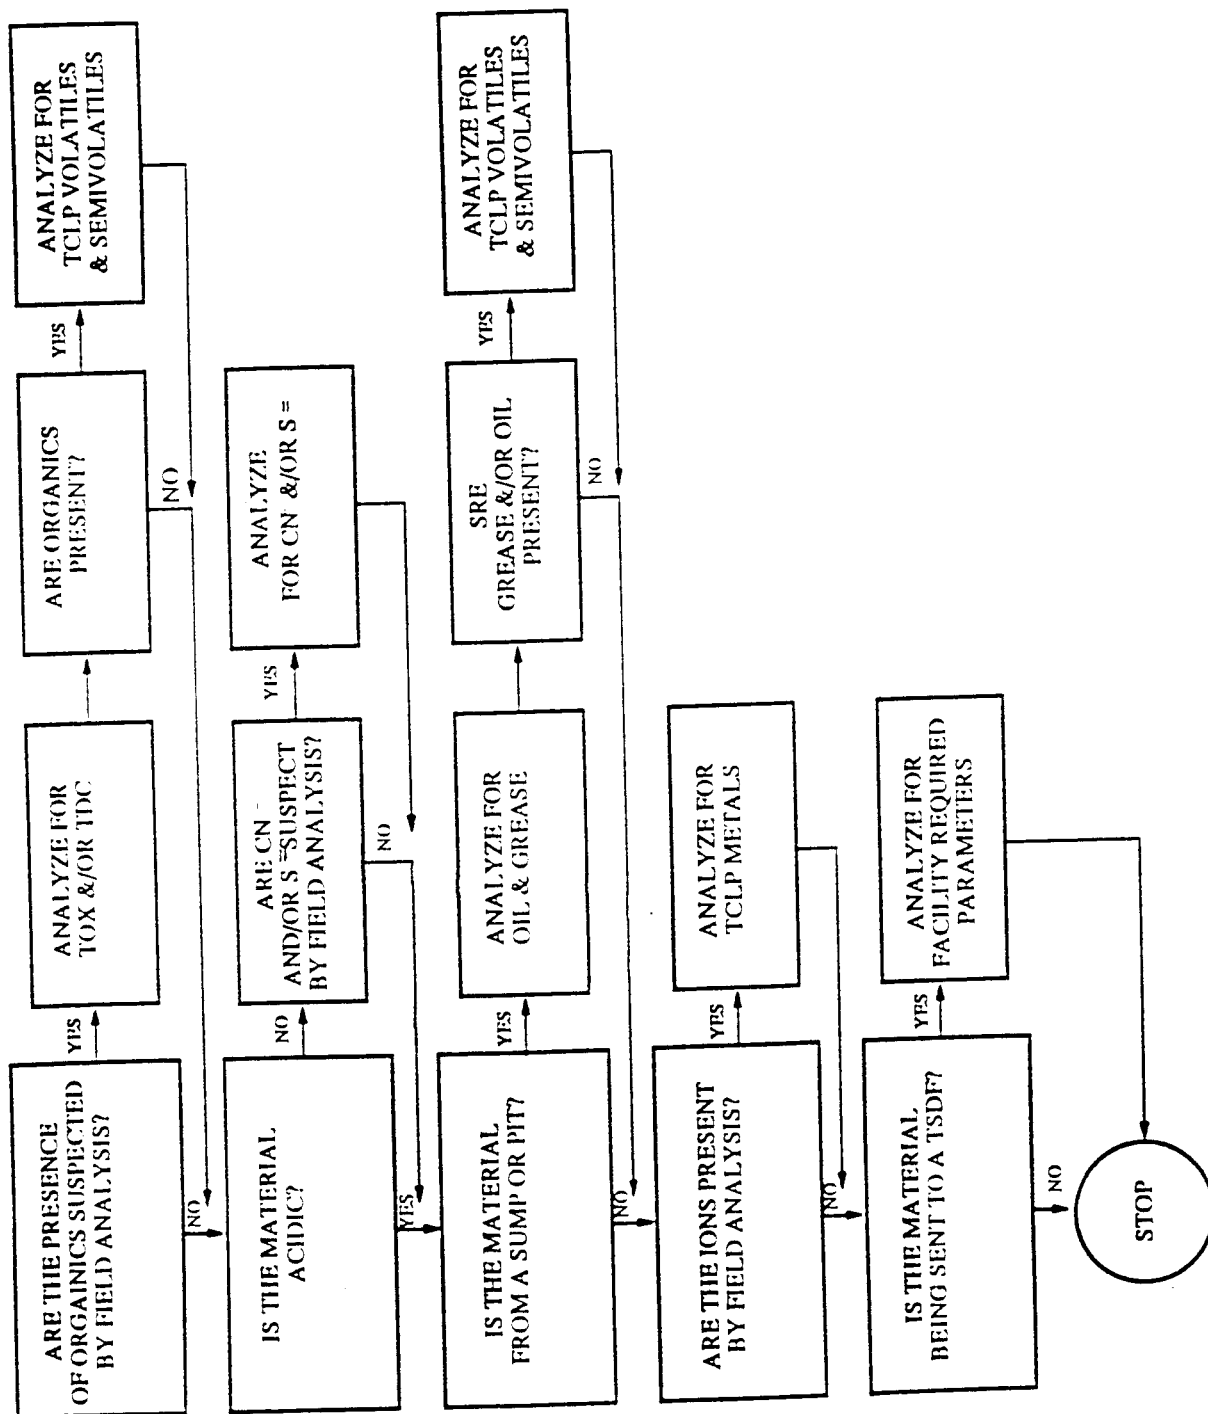 ARE THE PRESENCE
OF ORGAINICS SUSPECTED
BY FIELD ANALYSIS?
YES
ANALYZE FOR
TOX &/OR TDC
ARE ORGANICS
PRESENT?
YES
ANALYZE FOR
TCLP VOLATILES
& SEMIVOLATILES
NO
NO
IS THE MATERIAL
ACIDIC?
NO
ARE CN-
AND/OR S= SUSPECT
BY FIELD ANALYSIS?
YES
ANALYZE
FOR CN- &/OR S =
NO
YES
IS THE MATERIAL
FROM A SUMP OR PIT?
YES
ANALYZE FOR
OIL & GREASE
SRE
GREASE &/OR OIL
PRESENT?
YES
ANALYZE FOR
TCLP VOLATILES
& SEMIVOLATILES
NO
NO
ARE THE IONS PRESENT
BY FIELD ANALYSIS?
YES
ANALYZE FOR
TCLP METALS
NO
IS THE MATERIAL
BEING SENT TO A TSDF?
YES
ANALYZE FOR
FACILITY REQUIRED
PARAMETERS
NO
STOP